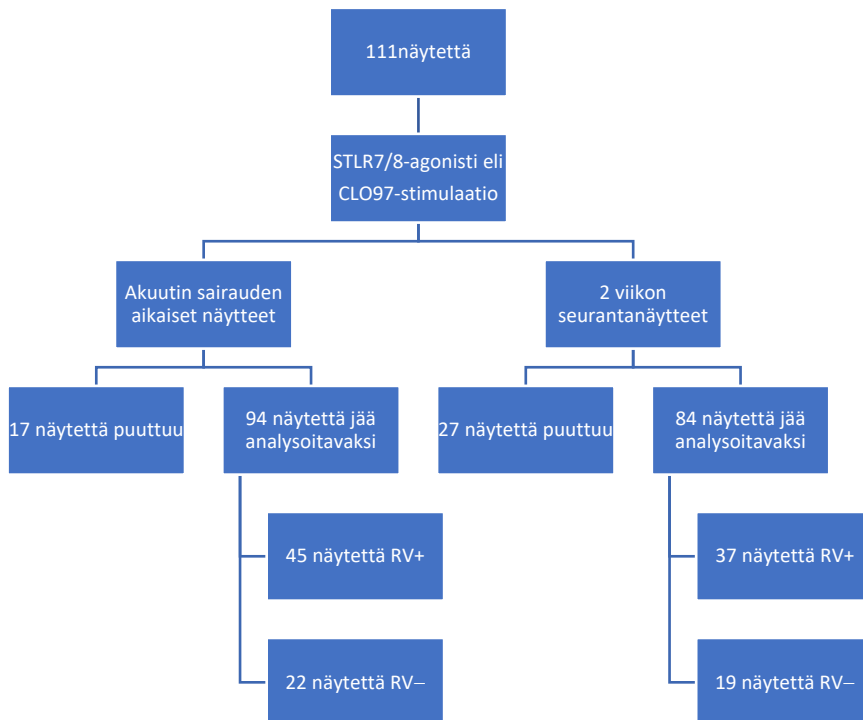 111näytettä
STLR7/8-agonisti eli
CLO97-stimulaatio
Akuutin sairauden
aikaiset näytteet
2 viikon
seurantanäytteet
17 näytettä puuttuu
94 näytettä jää
analysoitavaksi
27 näytettä puuttuu
84 näytettä jää
analysoitavaksi
45 näytettä RV+
37 näytettä RV+
22 näytettä RV−
19 näytettä RV−